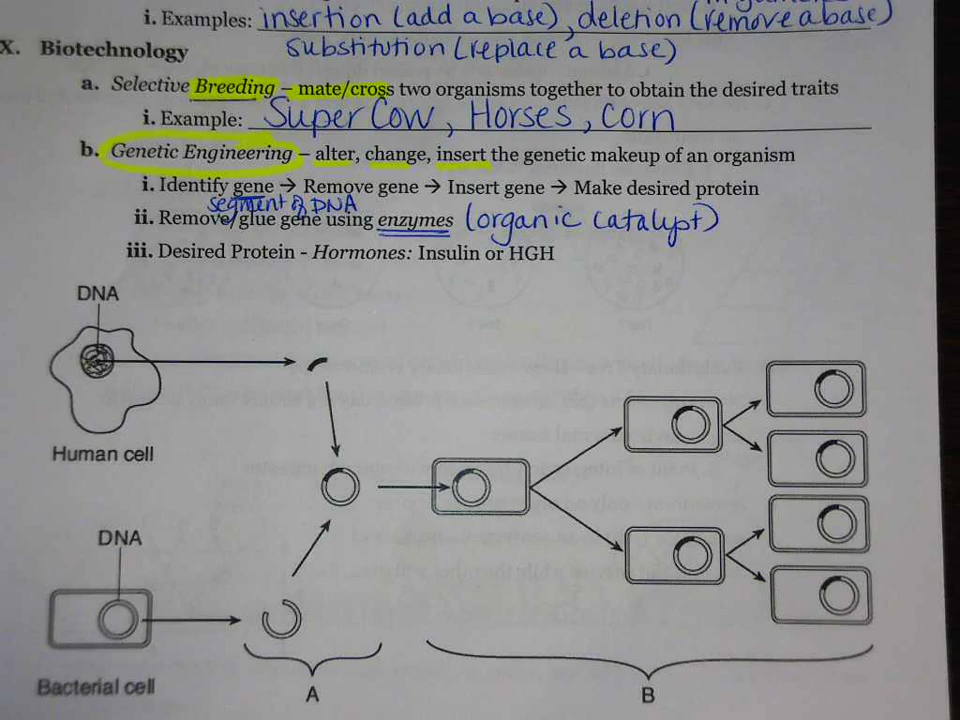 i. Examples: insertion (add a base), deletion (remove a base)
substitution (replace a base)
X. Biotechnology
a. Selective Breeding – mate/cross two organisms together to obtain the desired traits
i. Example: Super Cow, Horses, Corn
b. Genetic Engineering – alter, change, insert the genetic makeup of an organism
i. Identify gene → Remove gene → Insert gene → Make desired protein
segment of DNA
ii. Remove/glue gene using enzymes (organic catalypt)
iii. Desired Protein - Hormones: Insulin or HGH
DNA
Human cell
DNA
Bacterial cell
A
B